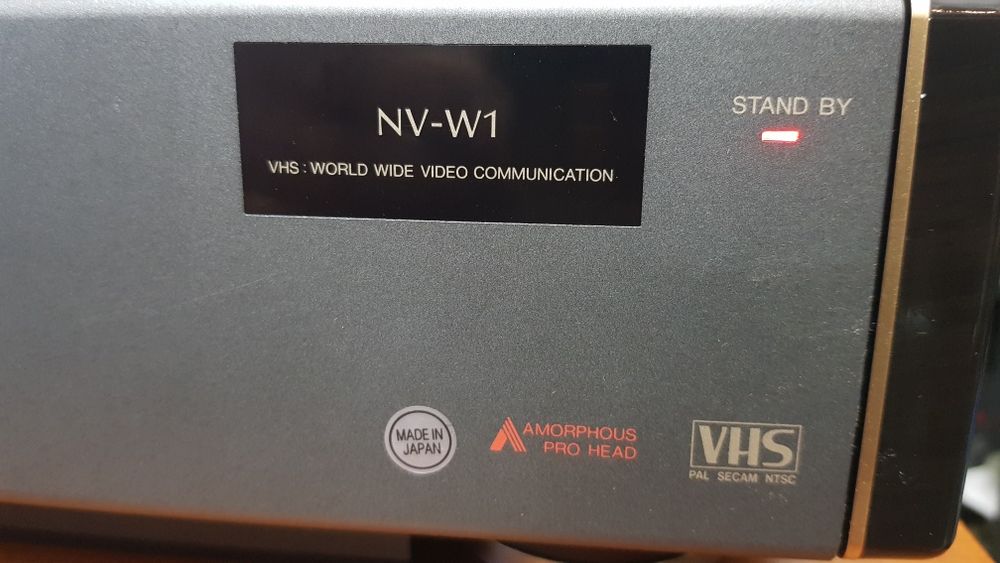 NV-W1
VHS : WORLD WIDE VIDEO COMMUNICATION
STAND BY
MADE IN
JAPAN
AMORPHOUS
PRO HEAD
VHS
PAL SECAM NTSC